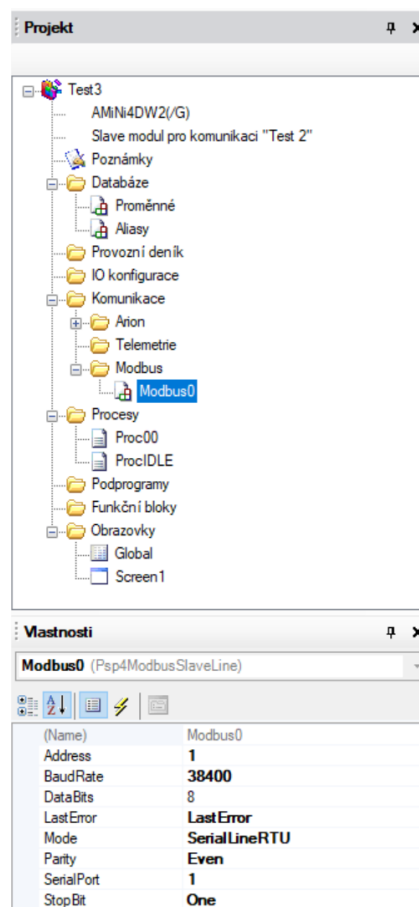 Projekt
Test3
AMiNi4DW2(/G)
Slave modul pro komunikaci "Test 2"
Poznámky
Databáze
Proměnné
Aliasy
Provozní deník
IO konfigurace
Komunikace
Arion
Telemetrie
Modbus
Modbus0
Procesy
Proc00
ProcIDLE
Podprogramy
Funkční bloky
Obrazovky
Global
Screen1
Vlastnosti
Modbus0 (Psp4ModbusSlaveLine)
(Name) Modbus0
Address 1
BaudRate 38400
DataBits 8
LastError LastError
Mode SerialLineRTU
Parity Even
SerialPort 1
StopBit One